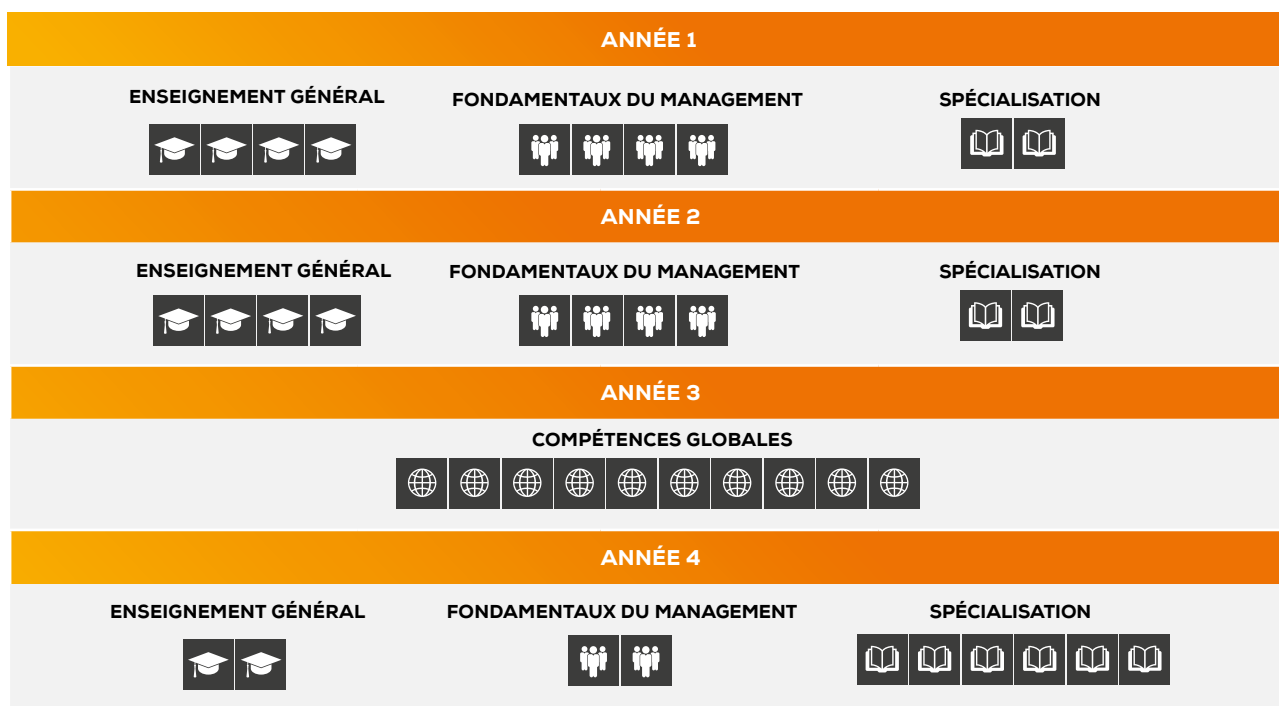 ANNÉE 1
ENSEIGNEMENT GÉNÉRAL
FONDAMENTAUX DU MANAGEMENT
SPÉCIALISATION
ANNÉE 2
ENSEIGNEMENT GÉNÉRAL
FONDAMENTAUX DU MANAGEMENT
SPÉCIALISATION
ANNÉE 3
COMPÉTENCES GLOBALES
ANNÉE 4
ENSEIGNEMENT GÉNÉRAL
FONDAMENTAUX DU MANAGEMENT
SPÉCIALISATION